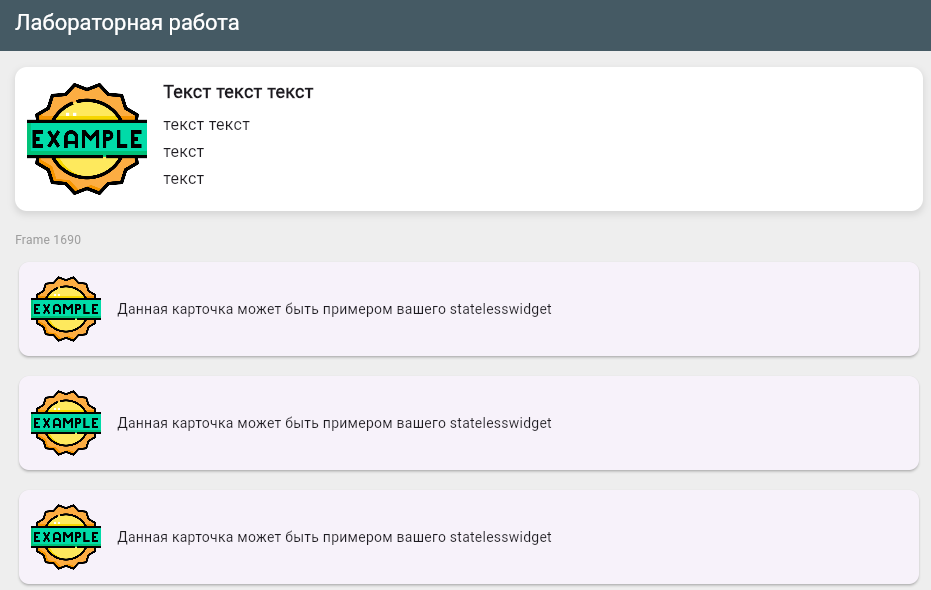 Лабораторная работа
EXAMPLE
Текст текст текст
текст текст
текст
текст
Frame 1690
EXAMPLE
Данная карточка может быть примером вашего statelesswidget
EXAMPLE
Данная карточка может быть примером вашего statelesswidget
EXAMPLE
Данная карточка может быть примером вашего statelesswidget